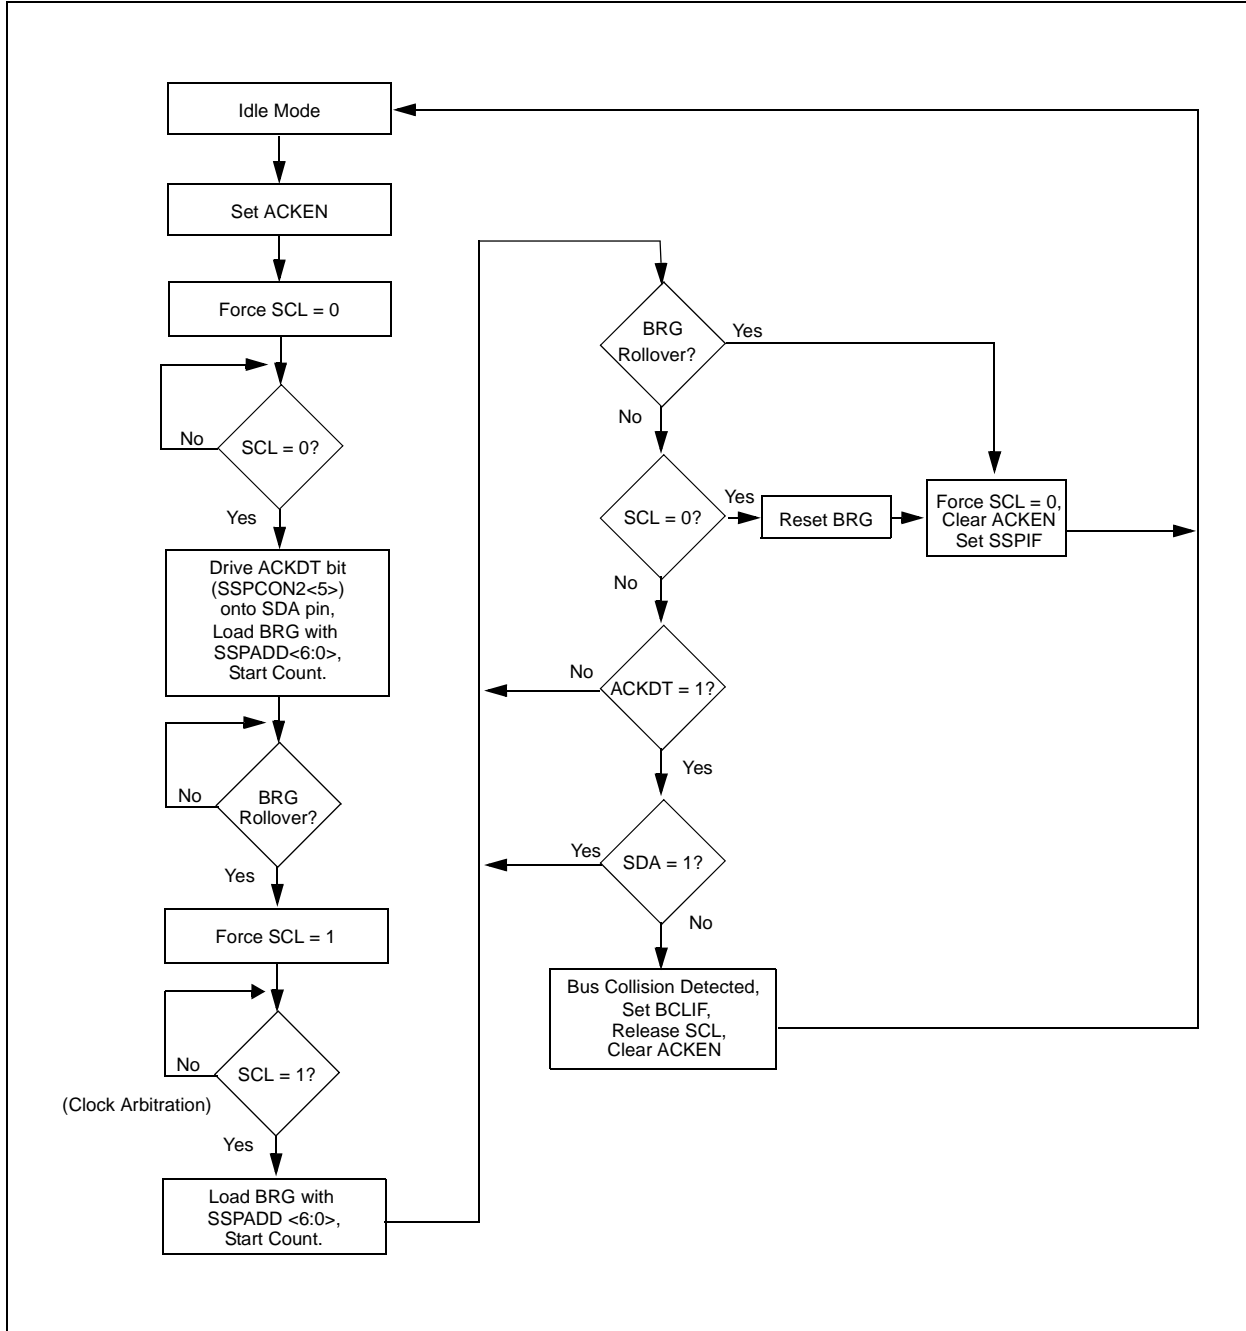 Idle Mode
Set ACKEN
Force SCL = 0
No
SCL = 0?
Yes
Drive ACKDT bit
(SSPCON2<5>)
onto SDA pin,
Load BRG with
SSPADD<6:0>,
Start Count.
No
BRG
Rollover?
Yes
Force SCL = 1
No
SCL = 1?
(Clock Arbitration)
Yes
Load BRG with
SSPADD <6:0>,
Start Count.
BRG
Rollover?
Yes
No
SCL = 0?
Yes
Reset BRG
Force SCL = 0,
Clear ACKEN
Set SSPIF
No
ACKDT = 1?
No
Yes
SDA = 1?
Yes
No
Bus Collision Detected,
Set BCLIF,
Release SCL,
Clear ACKEN